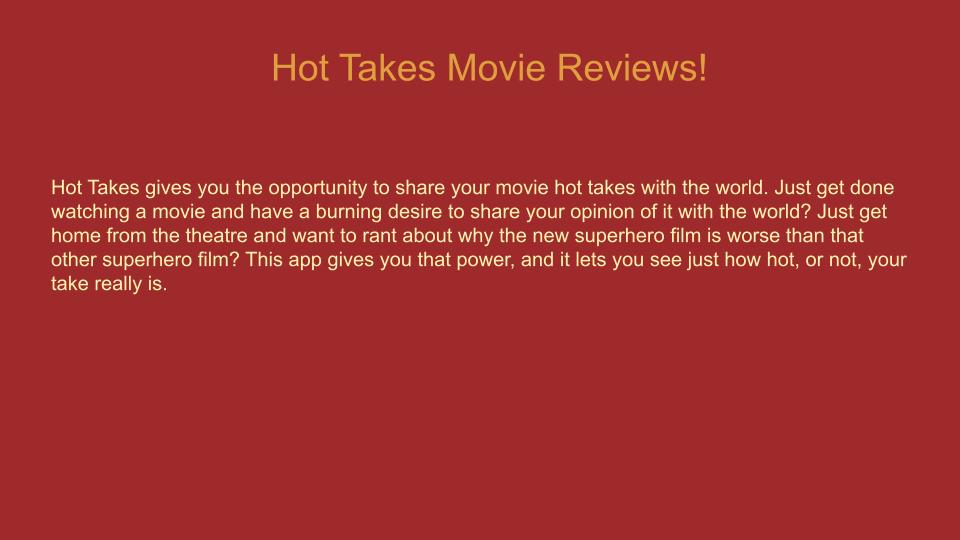 Hot Takes Movie Reviews!
Hot Takes gives you the opportunity to share your movie hot takes with the world. Just get done
watching a movie and have a burning desire to share your opinion of it with the world? Just get
home from the theatre and want to rant about why the new superhero film is worse than that
other superhero film? This app gives you that power, and it lets you see just how hot, or not, your
take really is.